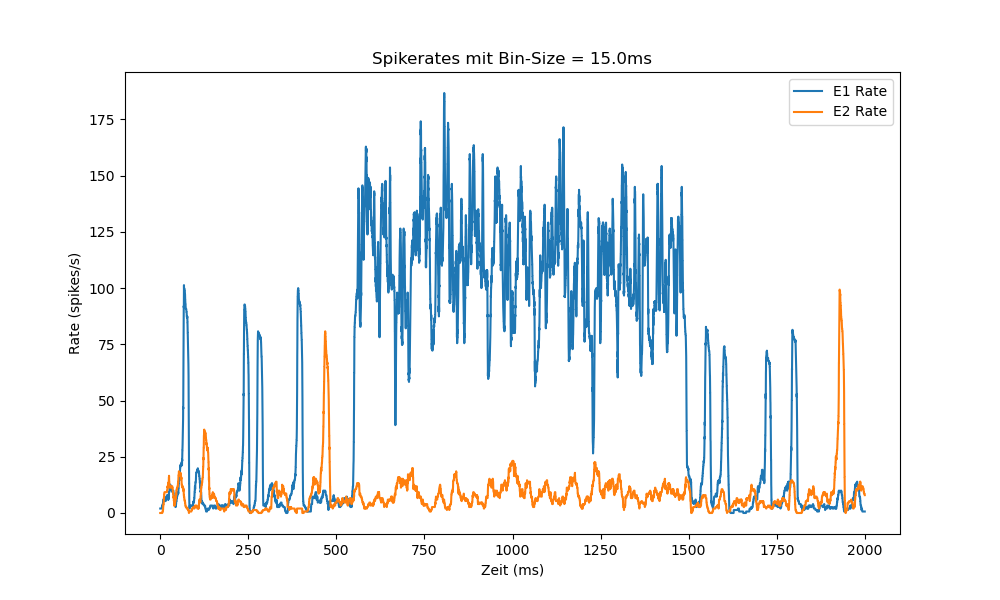 Spikerates mit Bin-Size = 15.0ms
E1 Rate
E2 Rate
175
150
125
100
75
50
25
0
Rate (spikes/s)
0 250 500 750 1000 1250 1500 1750 2000
Zeit (ms)